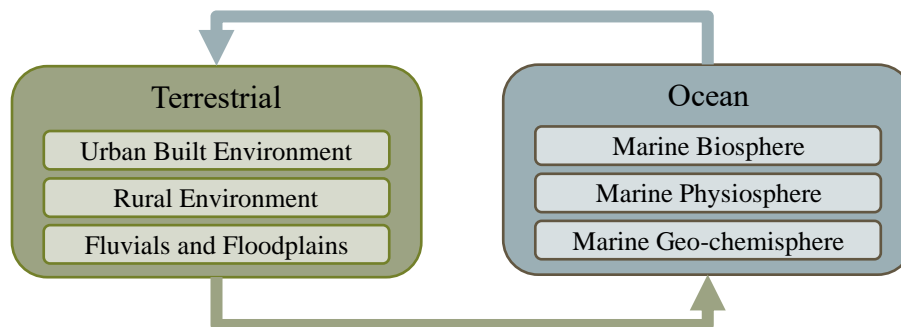 Terrestrial
Urban Built Environment
Rural Environment
Fluvials and Floodplains
Ocean
Marine Biosphere
Marine Physiosphere
Marine Geo-chemisphere